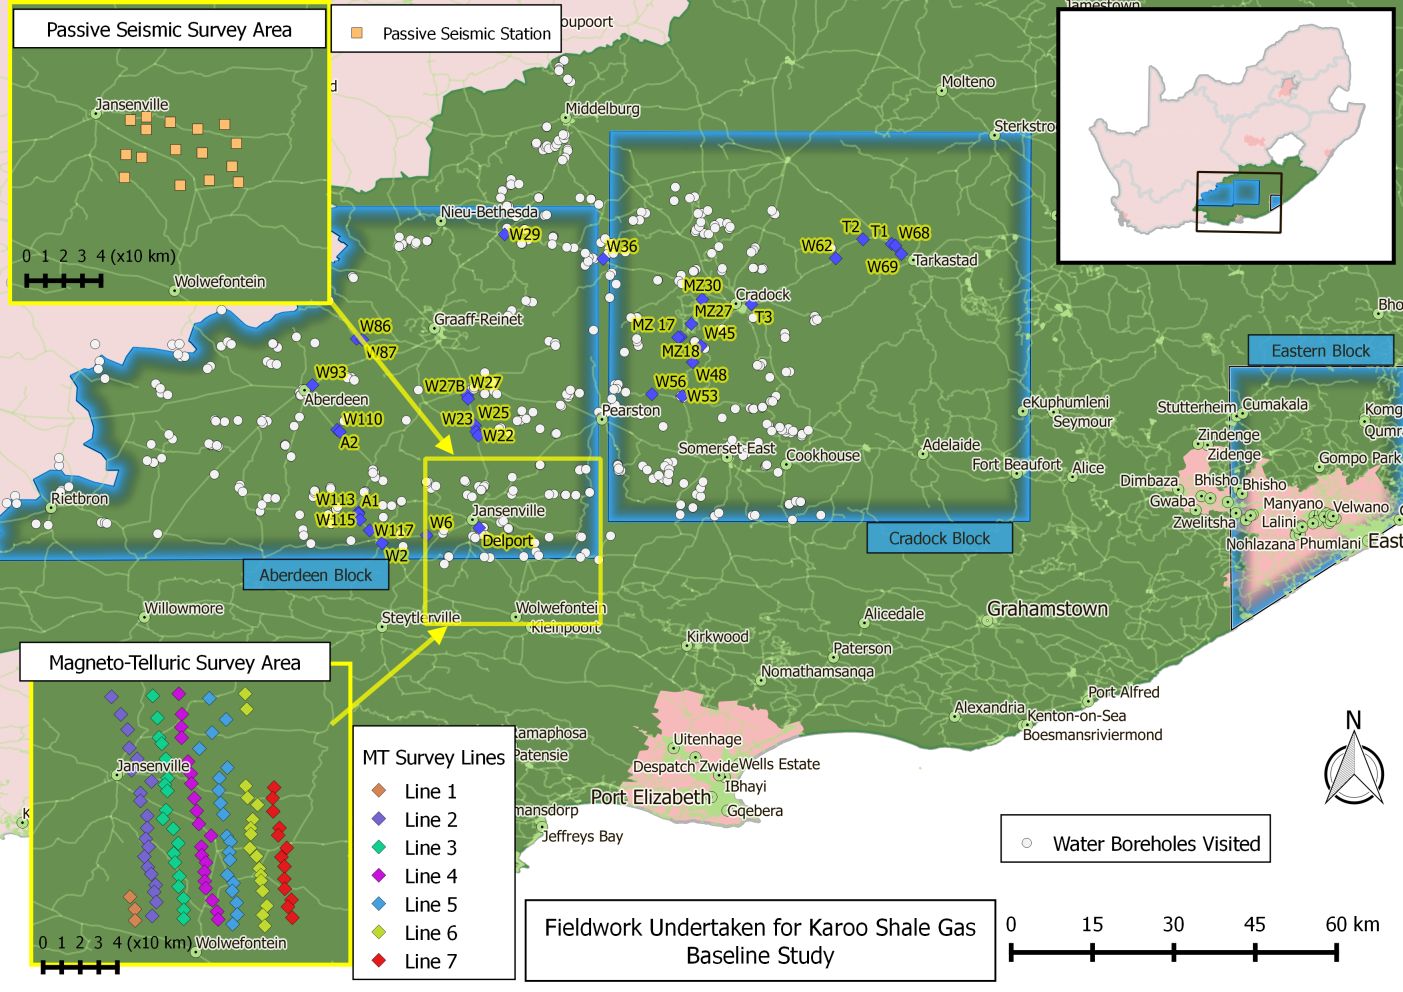 Passive Seismic Survey Area
Passive Seismic Station
Jansenville
0 1 2 3 4 (x10 km)
Wolwefontein
Jamestown
Molteno
Middelburg
Sterkstro
Nieu-Bethesda
W29
W36
T2
T1
W68
W62
W69
Tarkastad
MZ30
Cradock
MZ27
T3
MZ 17
W45
MZ18
W48
W56
W53
W86
W87
Graaff-Reinet
W93
Aberdeen
W27B
W27
W25
W23
W22
W110
A2
Pearston
Somerset East
Cookhouse
Adelaide
Fort Beaufort
Alice
eKuphumleni
Seymour
Bho
Eastern Block
Stutterheim
Cumakala
Komg
Qumr
Zindenge
Zidenge
Gompo Park
Dimbaza
Bhisho
Bhisho
Gwaba
Manyano
Velwano
Zwelitsha
Lalini
Nohlazana
Phumlani
East
Rietbron
W113
A1
W115
W117
W2
W6
Jansenville
Delport
Aberdeen Block
Cradock Block
Willowmore
Steytlerville
Wolwefontein
Kleinpoort
Kirkwood
Alicedale
Grahamstown
Paterson
Nomathamsanqa
Alexandria
Port Alfred
Kenton-on-Sea
Boesmansriviermond
Uitenhage
Despatch
Zwide
Wells Estate
IBhayi
Port Elizabeth
Gqebera
Ramaphosa
Patensie
mansdorp
Jeffreys Bay
Magneto-Telluric Survey Area
Jansenville
0 1 2 3 4 (x10 km)
Wolwefontein
MT Survey Lines
Line 1
Line 2
Line 3
Line 4
Line 5
Line 6
Line 7
N
Water Boreholes Visited
Fieldwork Undertaken for Karoo Shale Gas
Baseline Study
0 15 30 45 60 km